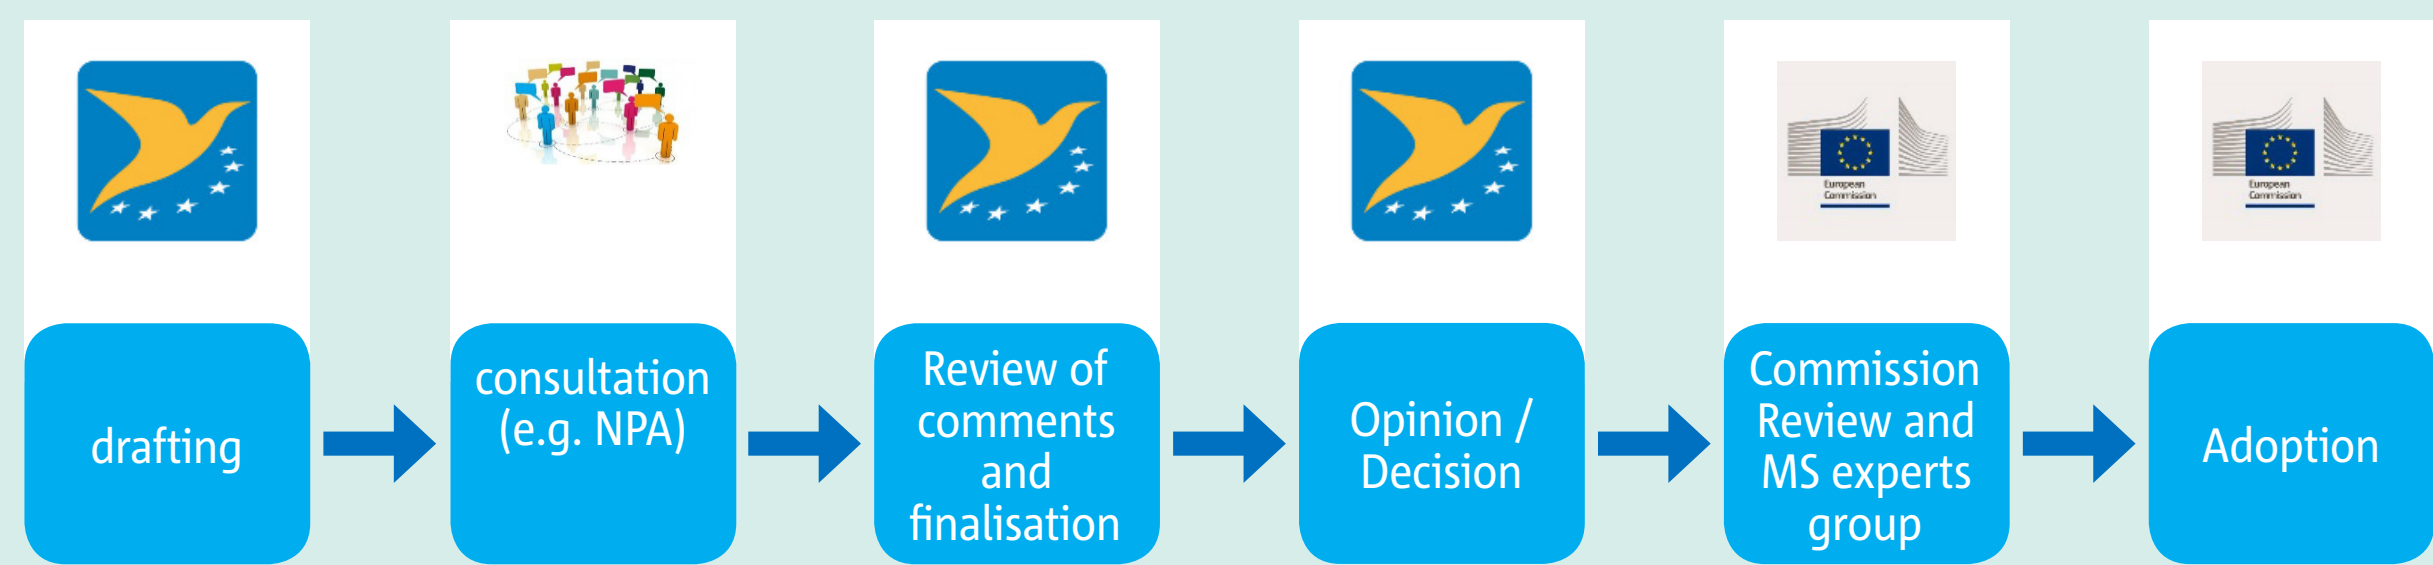 European
Commission
European
Commission
drafting
consultation
(e.g. NPA)
Review of
comments
and
finalisation
Opinion /
Decision
Commission
Review and
MS experts
group
Adoption